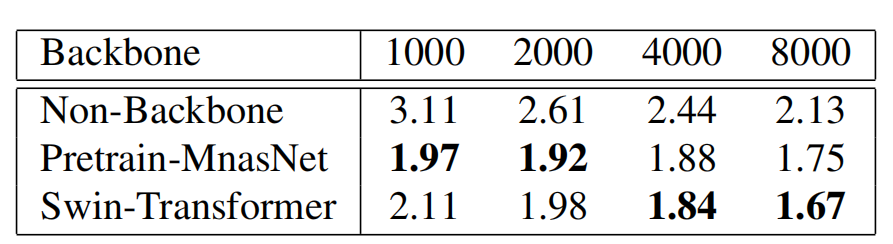 Backbone 1000 2000 4000 8000
Non-Backbone 3.11 2.61 2.44 2.13
Pretrain-MnasNet 1.97 1.92 1.88 1.75
Swin-Transformer 2.11 1.98 1.84 1.67